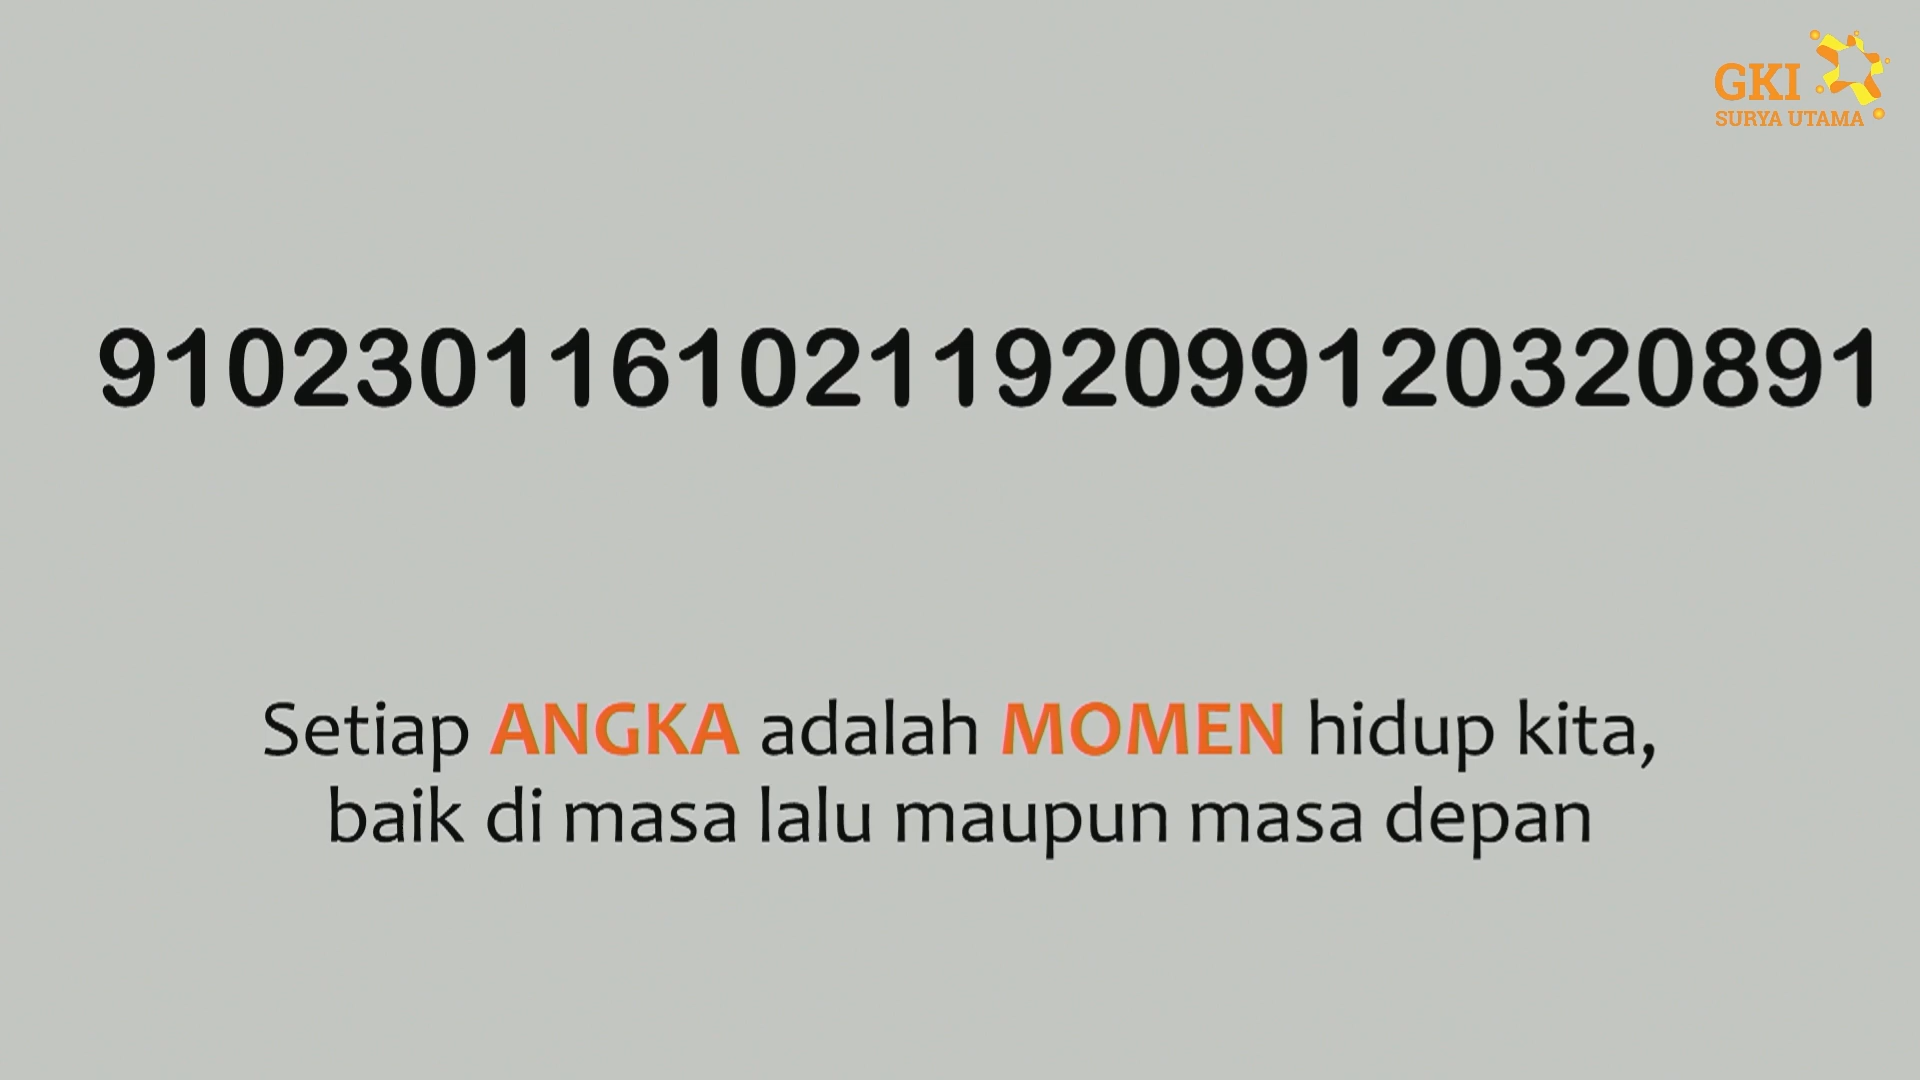 GKI
SURYA UTAMA
9102301161021192099120320891
Setiap ANGKA adalah MOMEN hidup kita,
baik di masa lalu maupun masa depan